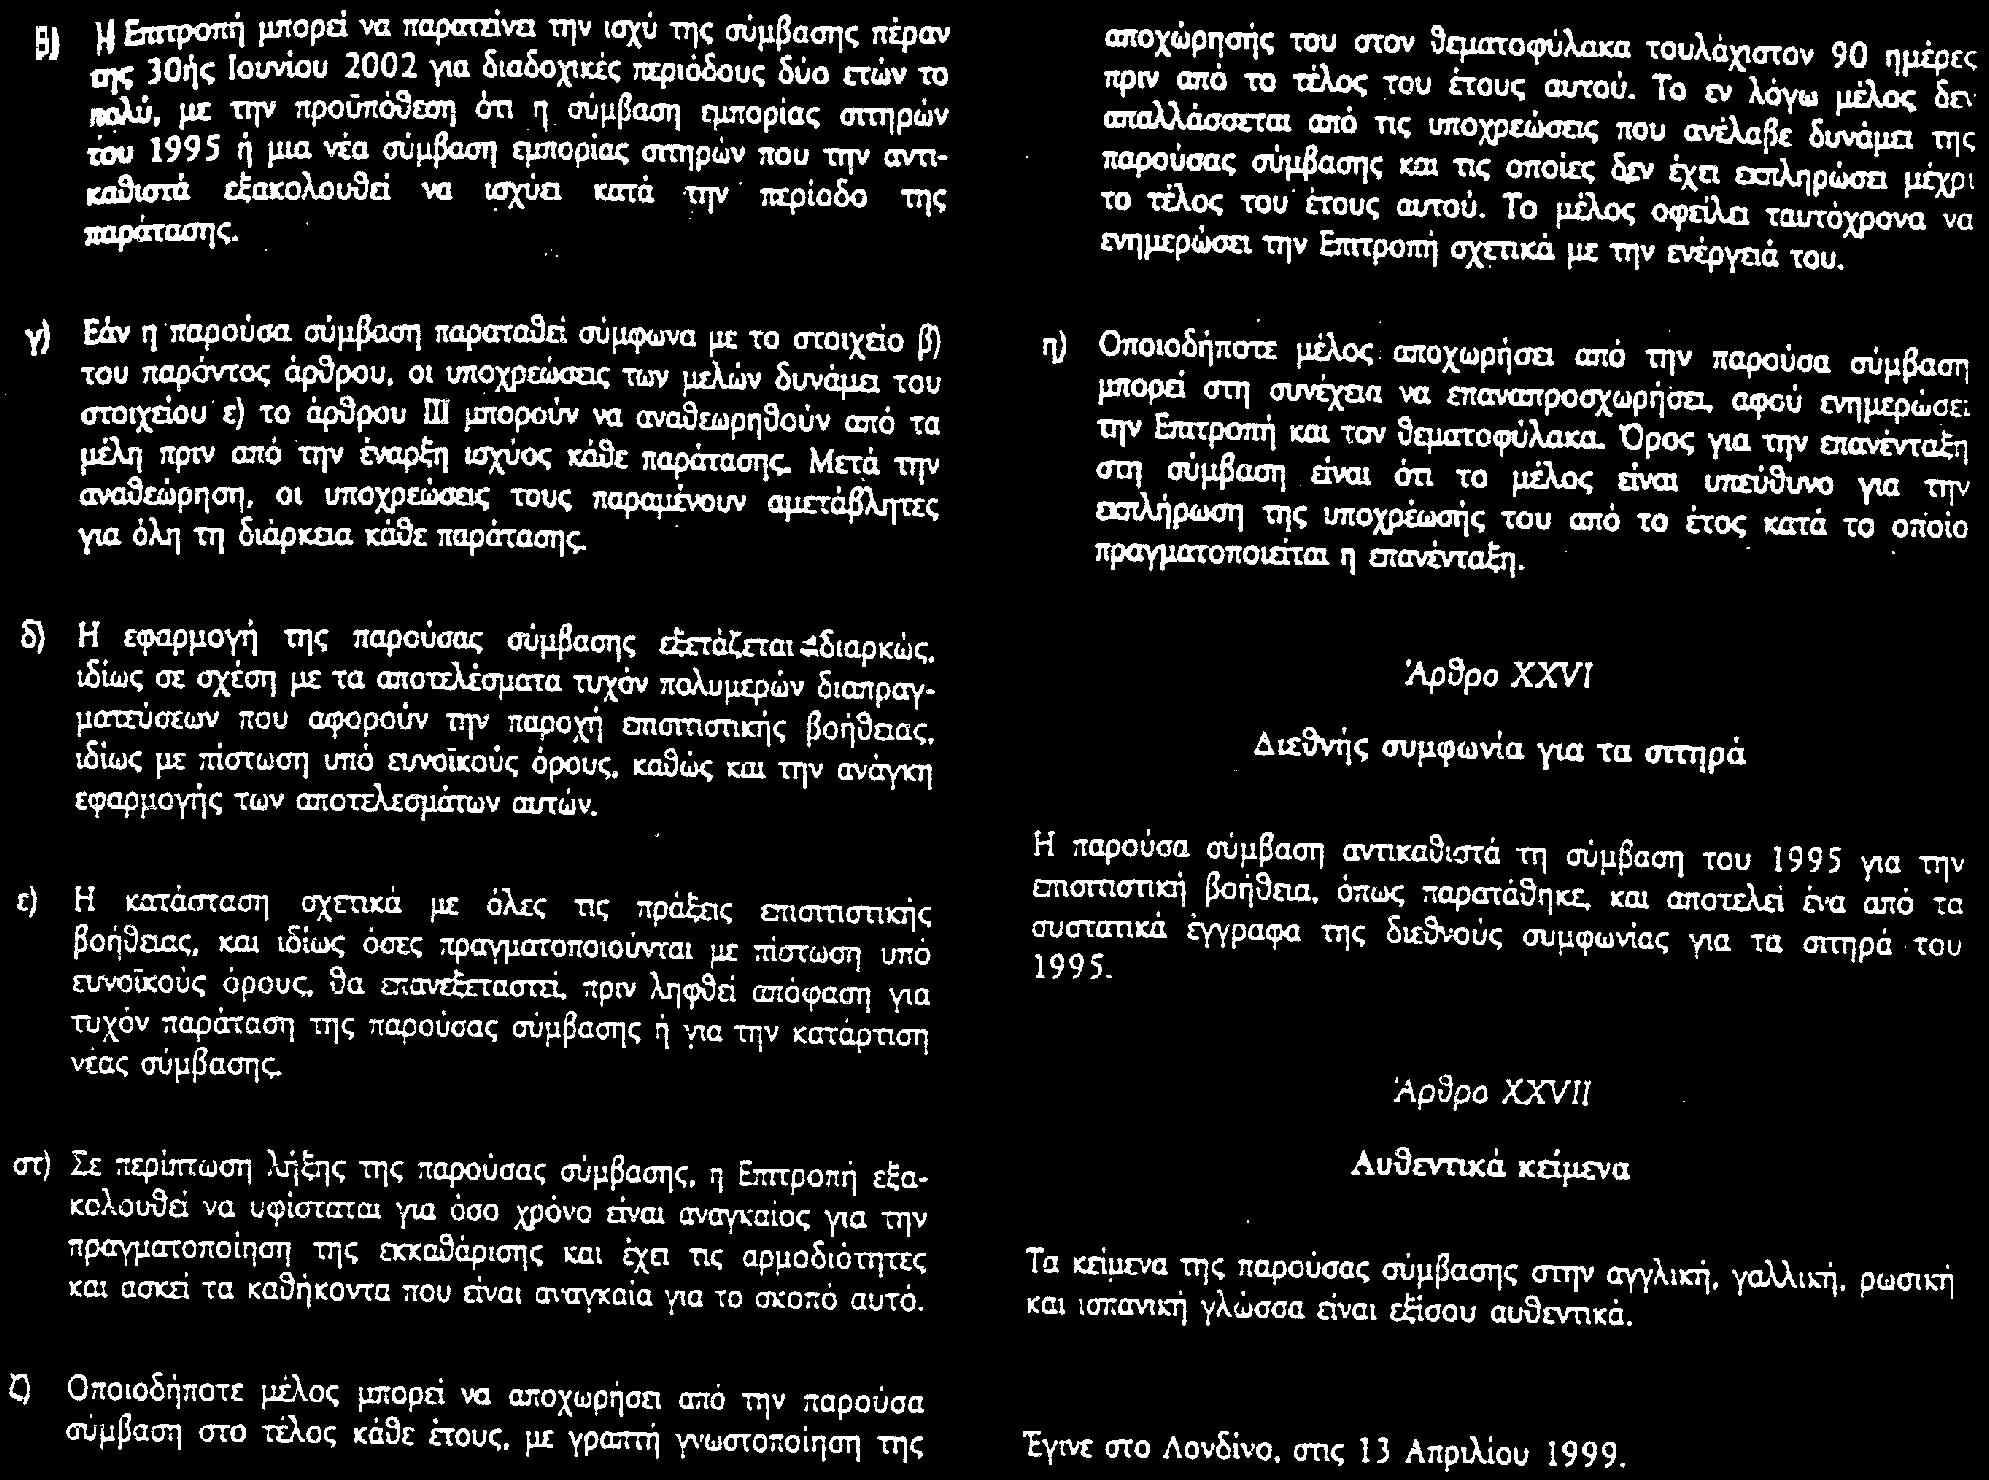 β) Η Επιτροπή μπορεί να παρατείνει την ισχύ της σύμβασης πέραν
της 30ής Ιουνίου 2002 για διαδοχικές περιόδους δύο ετών το
πολύ, με την προϋπόθεση ότι η σύμβαση εμπορίας σιτηρών
του 1995 ή μια νέα σύμβαση εμπορίας σιτηρών που την αντι-
καθιστά εξακολουθεί να ισχύει κατά την περίοδο της
παράτασης.
γ) Εάν η παρούσα σύμβαση παραταθεί σύμφωνα με το στοιχείο β)
του παρόντος άρθρου, οι υποχρεώσεις των μελών δυνάμει του
στοιχείου ε) το άρθρου III μπορούν να αναθεωρηθούν από τα
μέλη πριν από την έναρξη ισχύος κάθε παράτασης. Μετά την
αναθεώρηση, οι υποχρεώσεις τους παραμένουν αμετάβλητες
για όλη τη διάρκεια κάθε παράτασης.
δ) Η εφαρμογή της παρούσας σύμβασης εξετάζεται διαρκώς,
ιδίως σε σχέση με τα αποτελέσματα τυχόν πολυμερών διαπραγ-
ματεύσεων που αφορούν την παροχή επισιτιστικής βοήθειας,
ιδίως με πίστωση υπό ευνοϊκούς όρους, καθώς και την ανάγκη
εφαρμογής των αποτελεσμάτων αυτών.
ε) Η κατάσταση σχετικά με όλες τις πράξεις επισιτιστικής
βοήθειας, και ιδίως όσες πραγματοποιούνται με πίστωση υπό
ευνοϊκούς όρους, θα επανεξεταστεί, πριν ληφθεί απόφαση για
τυχόν παράταση της παρούσας σύμβασης ή για την κατάρτιση
νέας σύμβασης.
στ) Σε περίπτωση λήξης της παρούσας σύμβασης, η Επιτροπή εξα-
κολουθεί να υφίσταται για όσο χρόνο είναι αναγκαίος για την
πραγματοποίηση της εκκαθάρισης και έχει τις αρμοδιότητες
και ασκεί τα καθήκοντα που είναι αναγκαία για το σκοπό αυτό.
ζ) Οποιοδήποτε μέλος μπορεί να αποχωρήσει από την παρούσα
σύμβαση στο τέλος κάθε έτους, με γραπτή γνωστοποίηση της
αποχώρησής του στον θεματοφύλακα τουλάχιστον 90 ημέρες
πριν από το τέλος του έτους αυτού. Το εν λόγω μέλος δεν
απαλλάσσεται από τις υποχρεώσεις που ανέλαβε δυνάμει της
παρούσας σύμβασης και τις οποίες δεν έχει εκπληρώσει μέχρι
το τέλος του έτους αυτού. Το μέλος οφείλει ταυτόχρονα να
ενημερώσει την Επιτροπή σχετικά με την ενέργειά του.
η) Οποιοδήποτε μέλος αποχωρήσει από την παρούσα σύμβαση
μπορεί στη συνέχεια να επαναπροσχωρήσει, αφού ενημερώσει
την Επιτροπή και τον θεματοφύλακα. Όρος για την επανένταξη
στη σύμβαση είναι ότι το μέλος είναι υπεύθυνο για την
εκπλήρωση της υποχρέωσής του από το έτος κατά το οποίο
πραγματοποιείται η επανένταξη.
Άρθρο XXVI
Διεθνής συμφωνία για τα σιτηρά
Η παρούσα σύμβαση αντικαθιστά τη σύμβαση του 1995 για την
επισιτιστική βοήθεια, όπως παρατάθηκε, και αποτελεί ένα από τα
συστατικά έγγραφα της διεθνούς συμφωνίας για τα σιτηρά του
1995.
Άρθρο XXVII
Αυθεντικά κείμενα
Τα κείμενα της παρούσας σύμβασης στην αγγλική, γαλλική, ρωσική
και ισπανική γλώσσα είναι εξίσου αυθεντικά.
Έγινε στο Λονδίνο, στις 13 Απριλίου 1999.